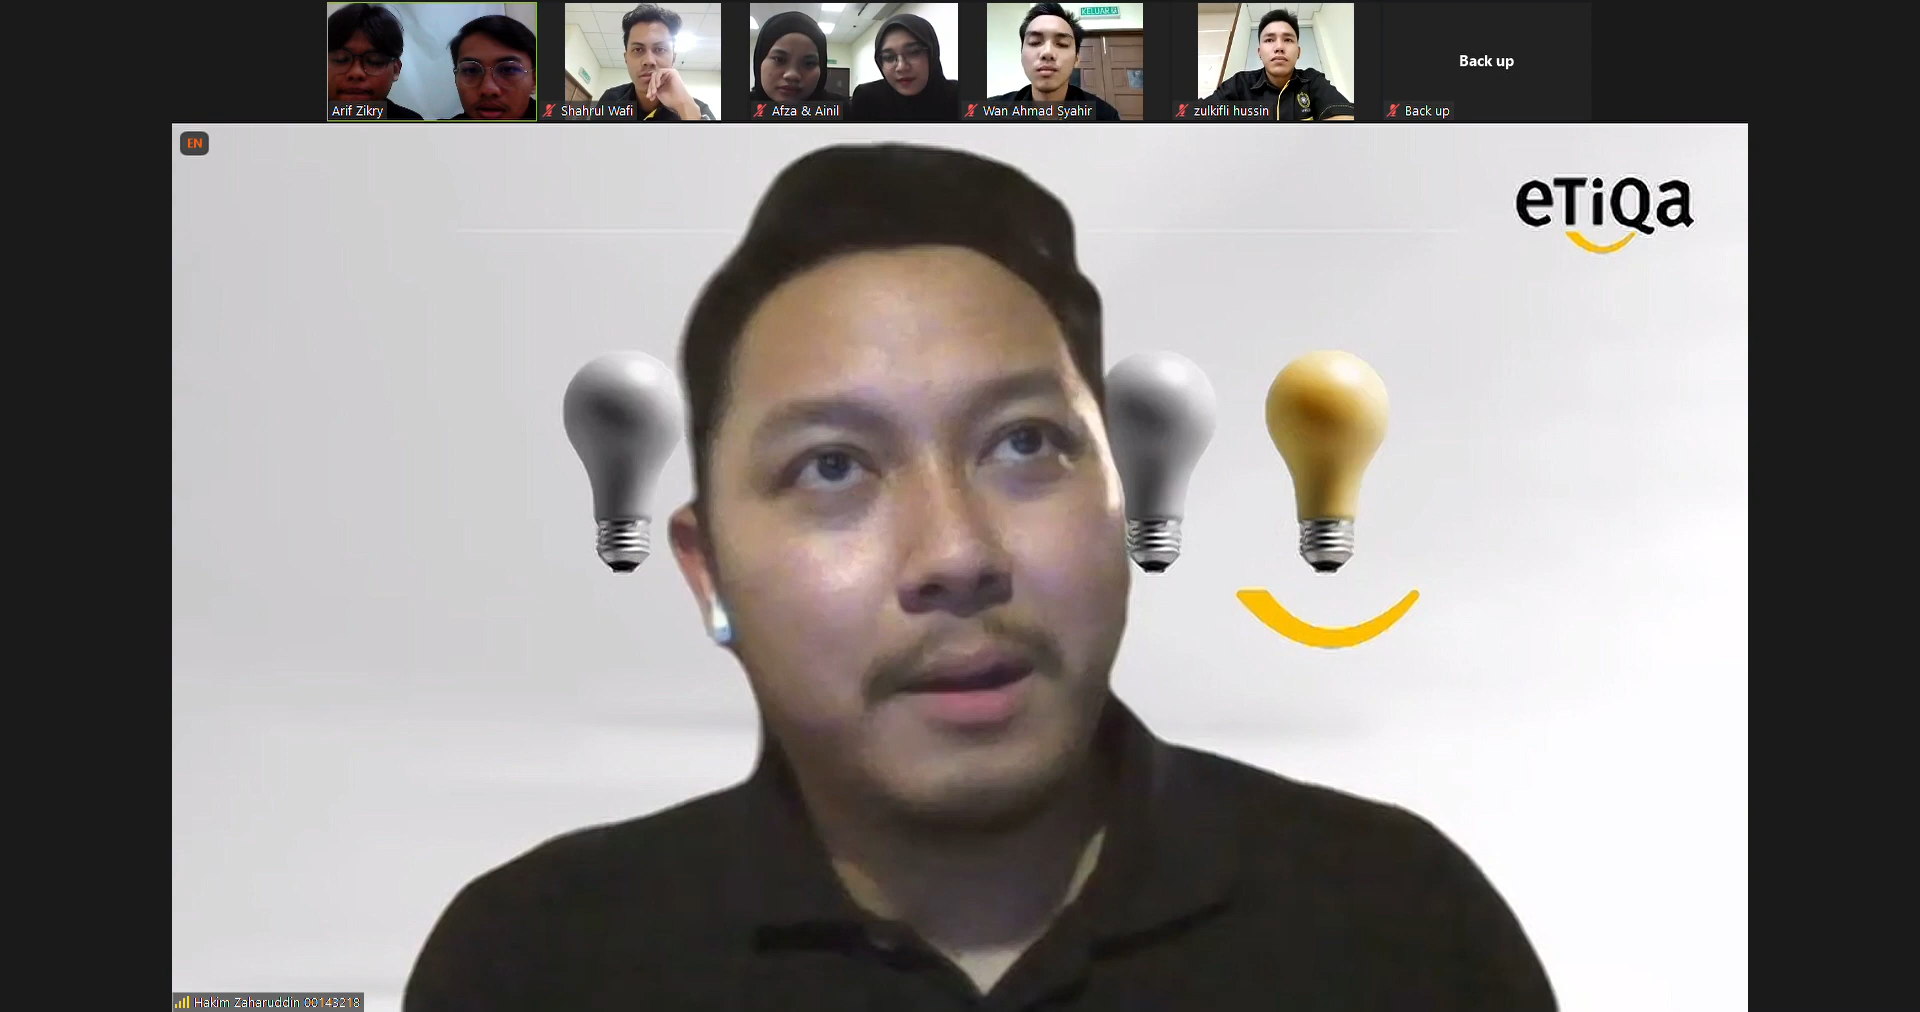 KELUAR
Back up
Arif Zikry
Shahrul Wafi
Afza & Ainil
Wan Ahmad Syahir
zulkifli hussin
Back up
EN
eTiQa
Hakim Zaharuddin 00143218